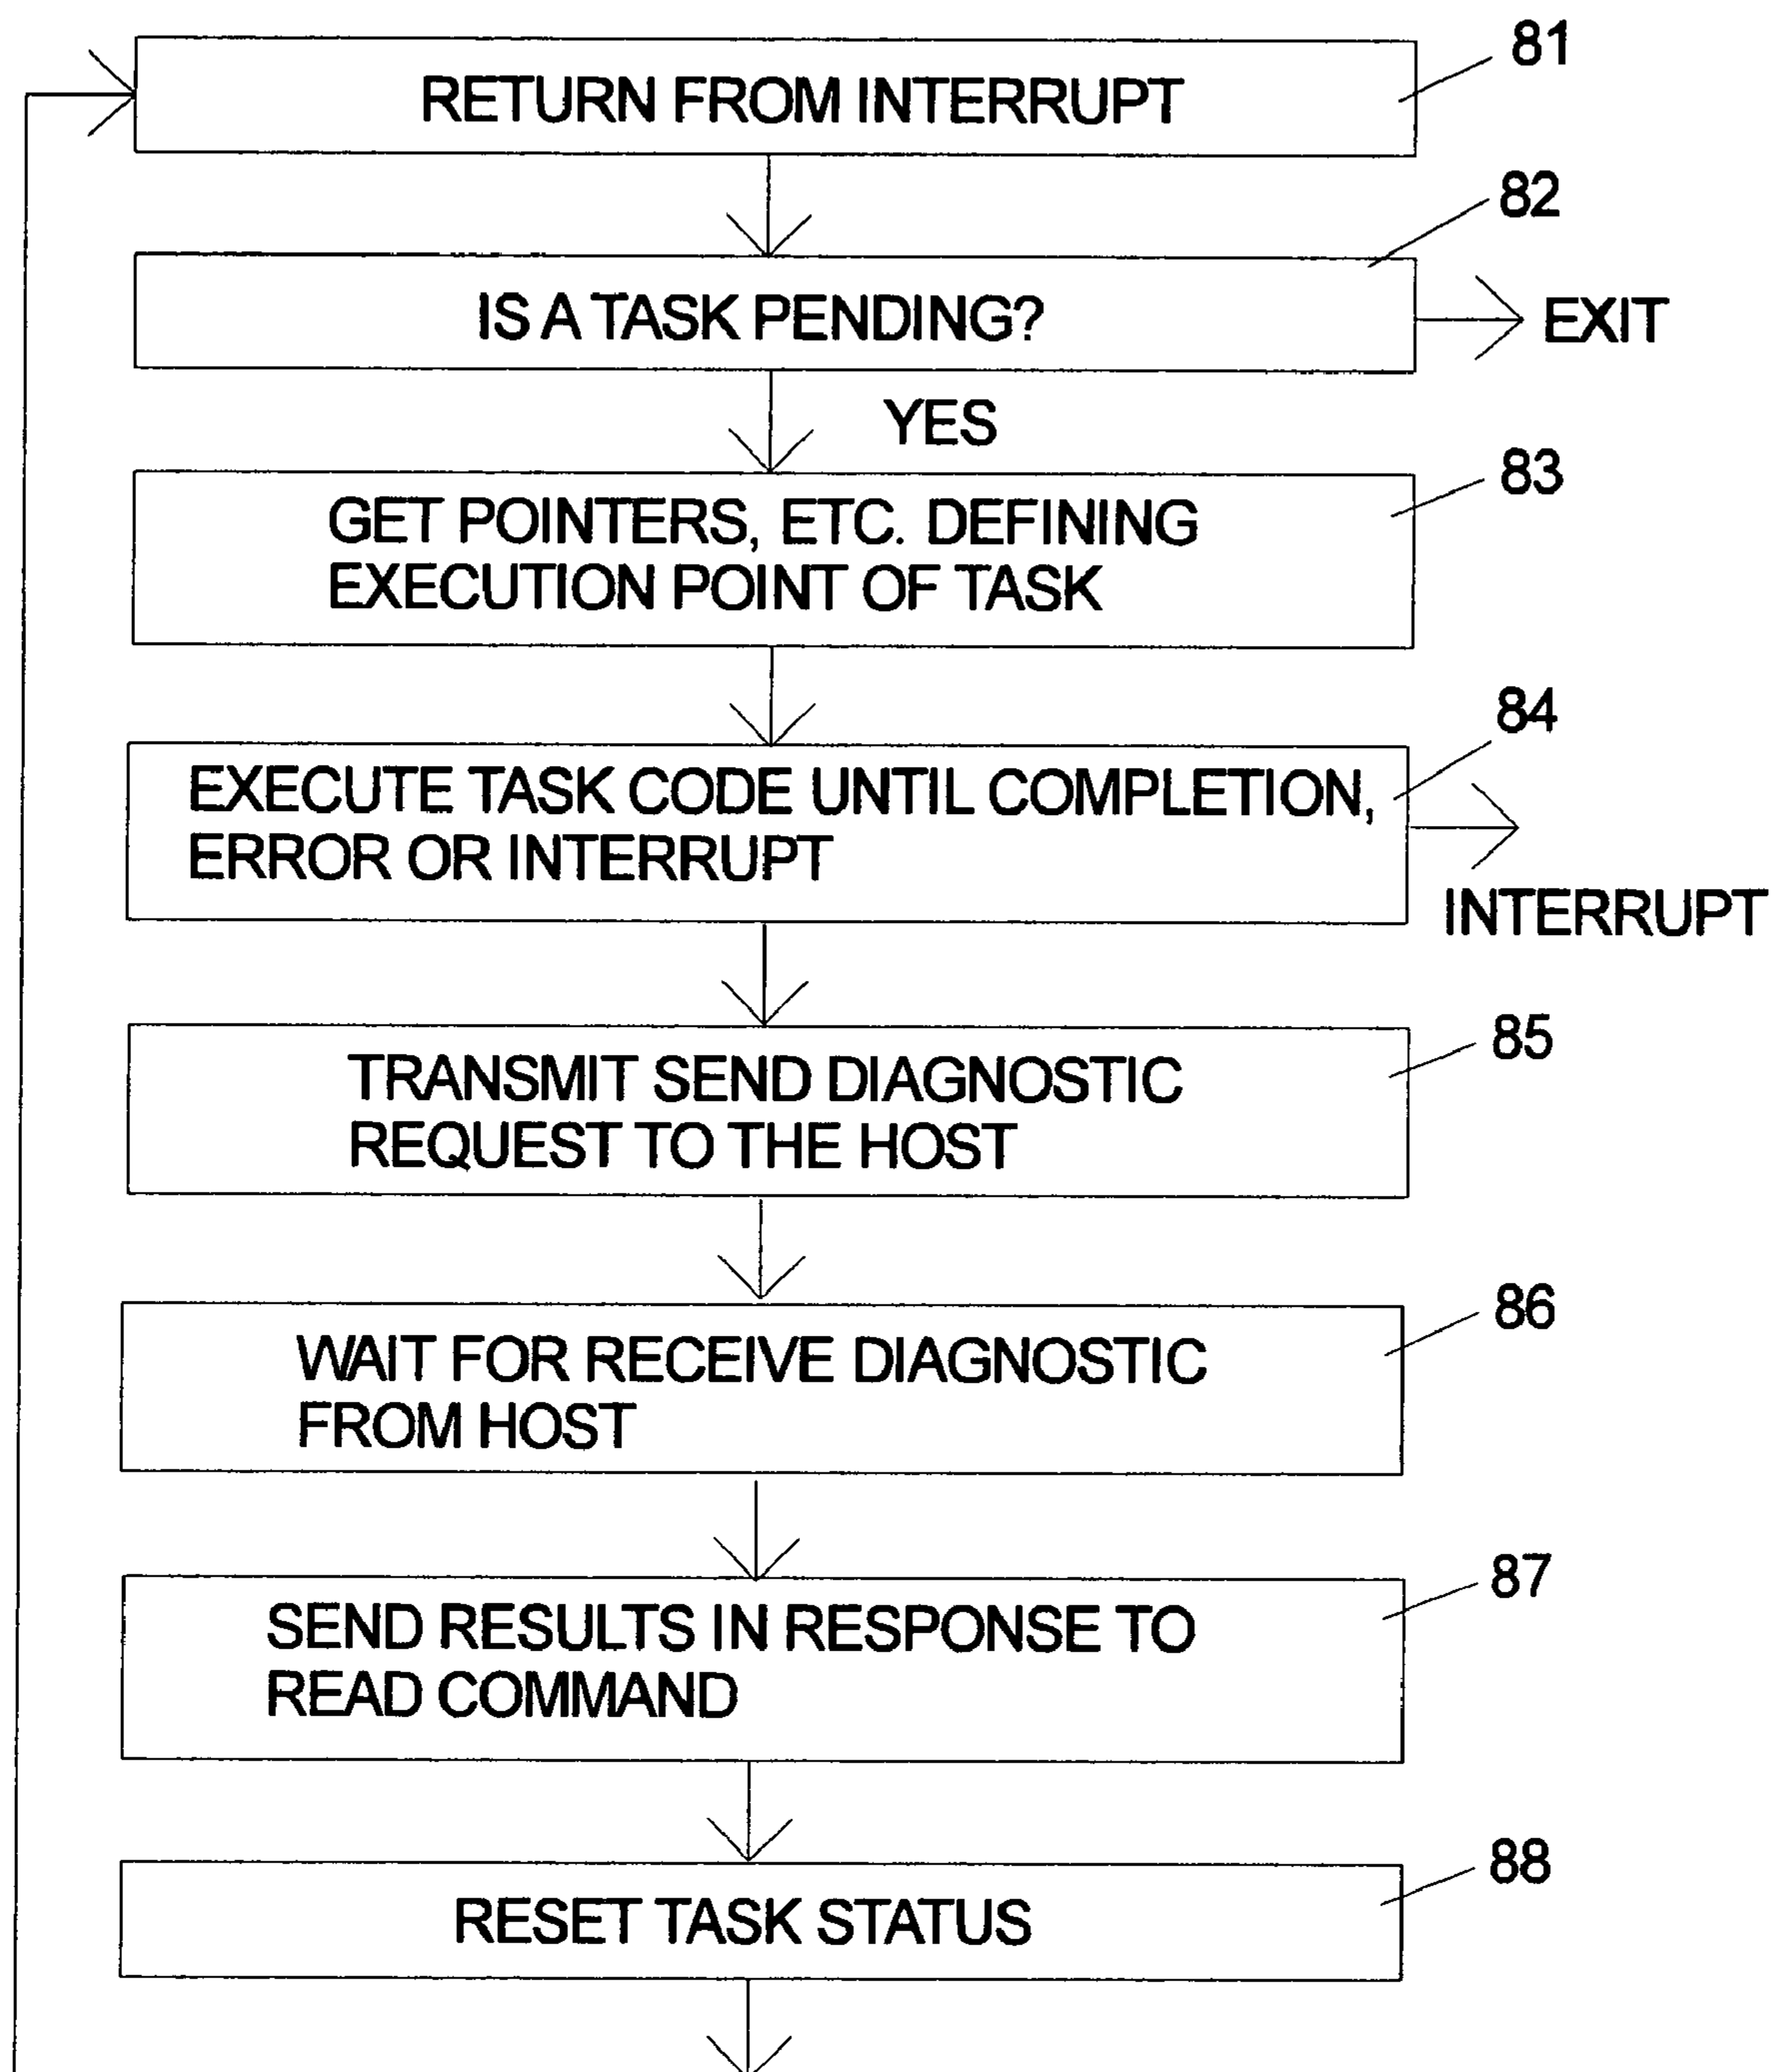 81
RETURN FROM INTERRUPT
82
IS A TASK PENDING?
EXIT
YES
83
GET POINTERS, ETC. DEFINING
EXECUTION POINT OF TASK
84
EXECUTE TASK CODE UNTIL COMPLETION,
ERROR OR INTERRUPT
INTERRUPT
85
TRANSMIT SEND DIAGNOSTIC
REQUEST TO THE HOST
86
WAIT FOR RECEIVE DIAGNOSTIC
FROM HOST
87
SEND RESULTS IN RESPONSE TO
READ COMMAND
88
RESET TASK STATUS